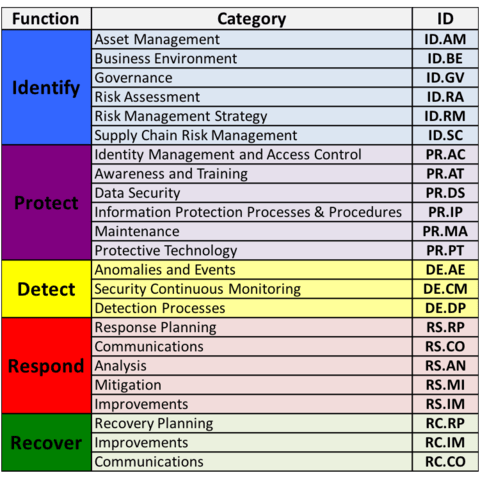 Function Category ID
Identify
Asset Management ID.AM
Business Environment ID.BE
Governance ID.GV
Risk Assessment ID.RA
Risk Management Strategy ID.RM
Supply Chain Risk Management ID.SC
Protect
Identity Management and Access Control PR.AC
Awareness and Training PR.AT
Data Security PR.DS
Information Protection Processes & Procedures PR.IP
Maintenance PR.MA
Protective Technology PR.PT
Detect
Anomalies and Events DE.AE
Security Continuous Monitoring DE.CM
Detection Processes DE.DP
Respond
Response Planning RS.RP
Communications RS.CO
Analysis RS.AN
Mitigation RS.MI
Improvements RS.IM
Recover
Recovery Planning RC.RP
Improvements RC.IM
Communications RC.CO